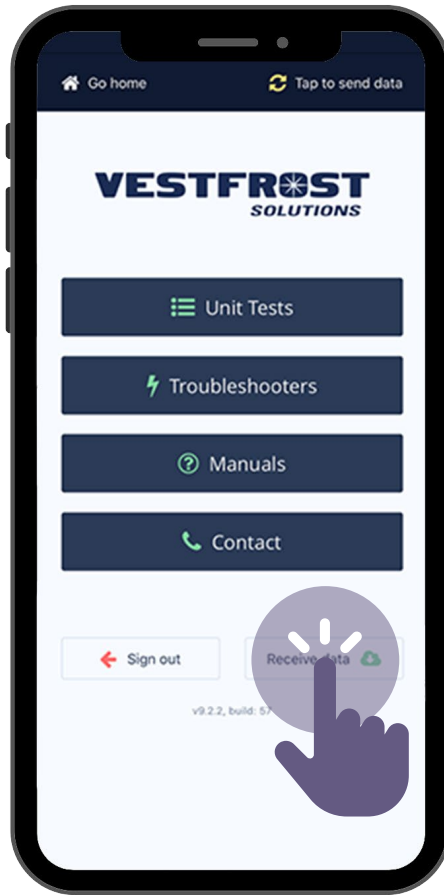 Go home
Tap to send data
VESTFROST
SOLUTIONS
Unit Tests
Troubleshooters
Manuals
Contact
Sign out
Receive data
v9.2.2, build: 57